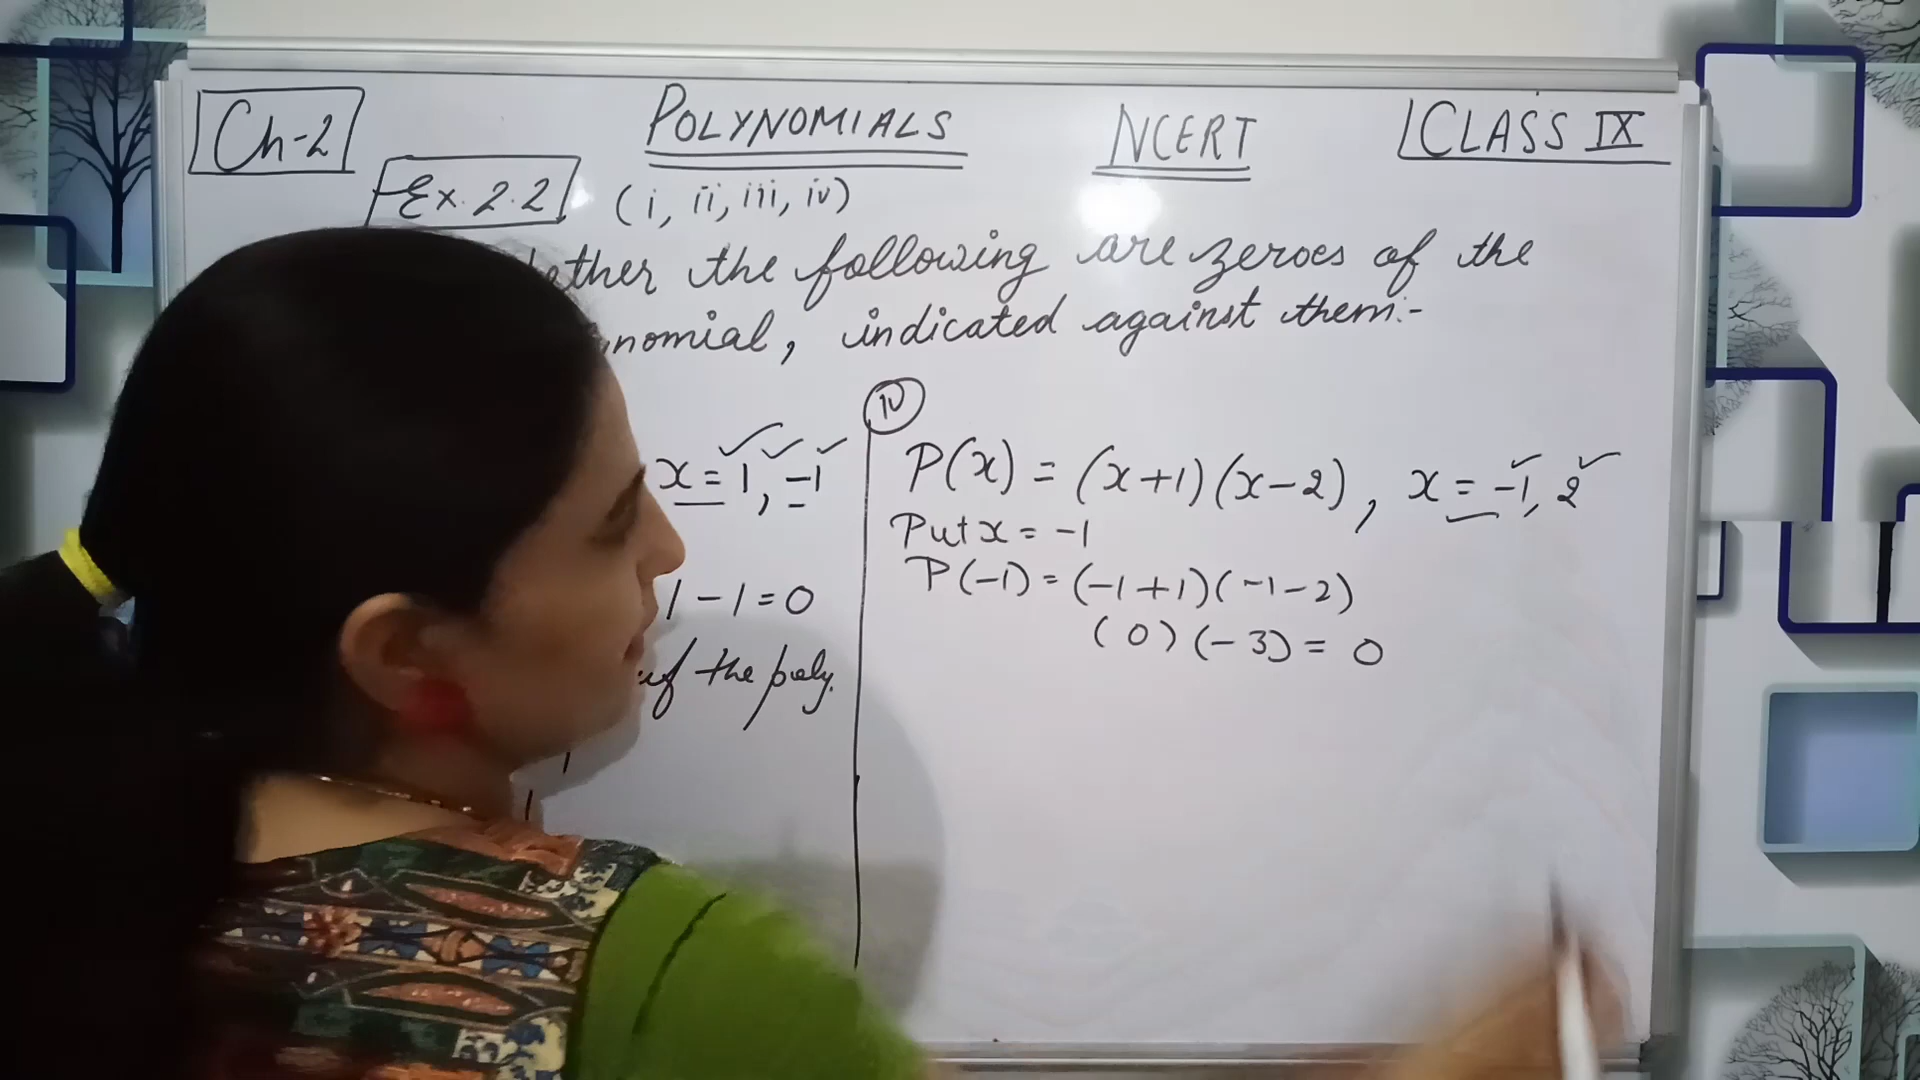 Ch-2
POLYNOMIALS
NCERT
CLASS IX
Ex. 2.2 (i, ii, iii, iv)
the following are zeroes of the
indicated against them:-
x = 1, -1
1 - 1 = 0
of the poly.
iv
P(x) = (x+1)(x-2), x = -1, 2
Put x = -1
P(-1) = (-1+1)(-1-2)
(0)(-3) = 0